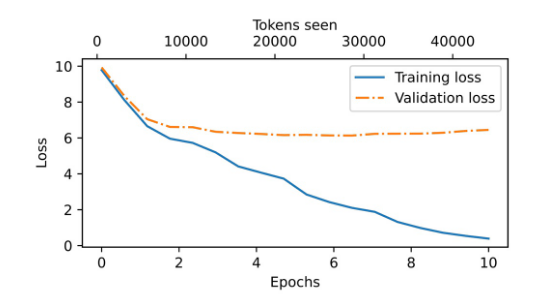 Tokens seen
0 10000 20000 30000 40000
10
8
6
4
2
0
Loss
Training loss
Validation loss
0 2 4 6 8 10
Epochs